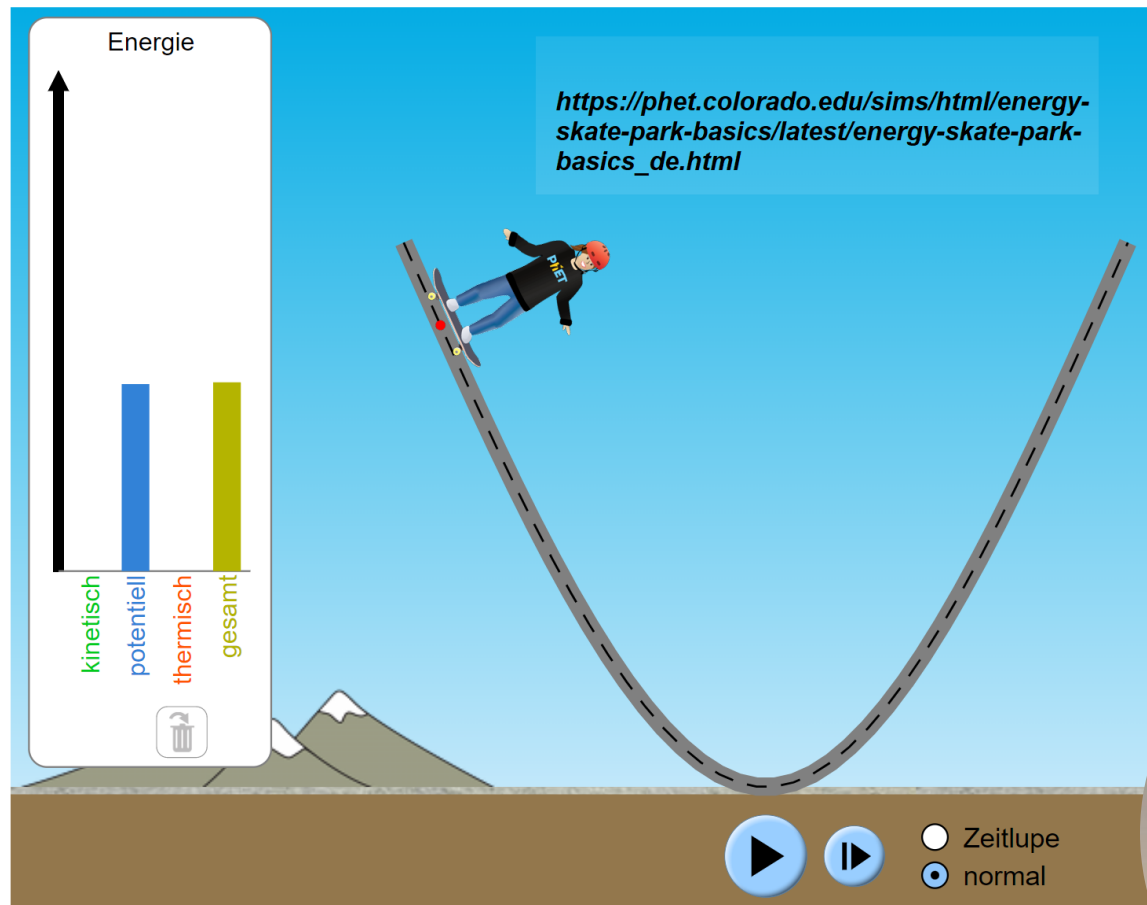 Energie
https://phet.colorado.edu/sims/html/energy-
skate-park-basics/latest/energy-skate-park-
basics_de.html
PhET
kinetisch
potentiell
thermisch
gesamt
Zeitlupe
normal